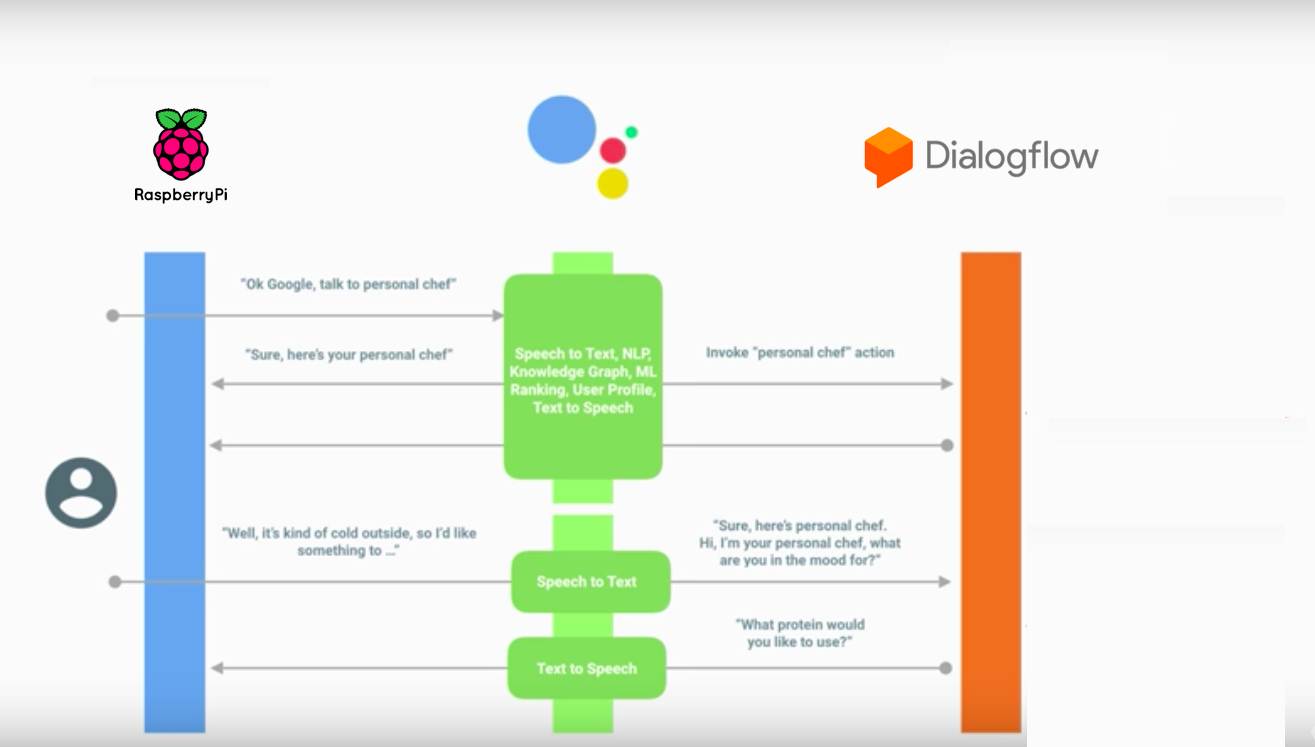 RaspberryPi
Dialogflow
"Ok Google, talk to personal chef"
"Sure, here's your personal chef"
Speech to Text, NLP,
Knowledge Graph, ML
Ranking, User Profile,
Text to Speech
Invoke "personal chef" action
"Well, it's kind of cold outside, so I'd like
something to ..."
"Sure, here's personal chef.
Hi, I'm your personal chef, what
are you in the mood for?"
Speech to Text
"What protein would
you like to use?"
Text to Speech